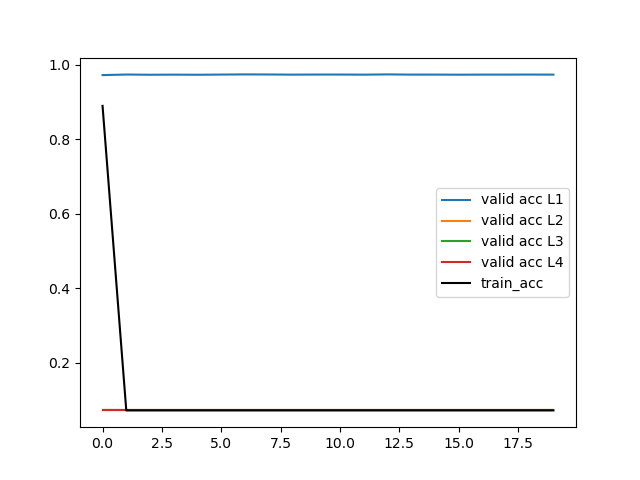 1.0
0.8
0.6
0.4
0.2
valid acc L1
valid acc L2
valid acc L3
valid acc L4
train_acc
0.0 2.5 5.0 7.5 10.0 12.5 15.0 17.5